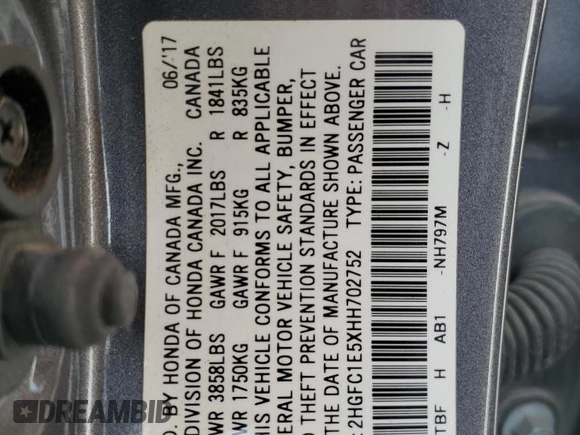 D. BY HONDA OF CANADA MFG., 06/'17
DIVISION OF HONDA CANADA INC. CANADA
WR 3858LBS GAWR F 2017LBS R 1841LBS
WR 1750KG GAWR F 915KG R 835KG
VEHICLE CONFORMS TO ALL APPLICABLE
ERAL MOTOR VEHICLE SAFETY, BUMPER,
THEFT PREVENTION STANDARDS IN EFFECT
THE DATE OF MANUFACTURE SHOWN ABOVE.
: 2HGFC1E5XHH702752 TYPE: PASSENGER CAR
TBF H AB1 -NH797M -Z -H
DREAMBID